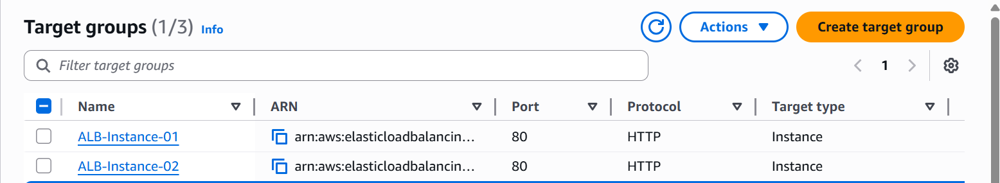 Target groups (1/3) Info Actions Create target group
Filter target groups 1
Name ARN Port Protocol Target type
ALB-Instance-01 arn:aws:elasticloadbalancin… 80 HTTP Instance
ALB-Instance-02 arn:aws:elasticloadbalancin… 80 HTTP Instance